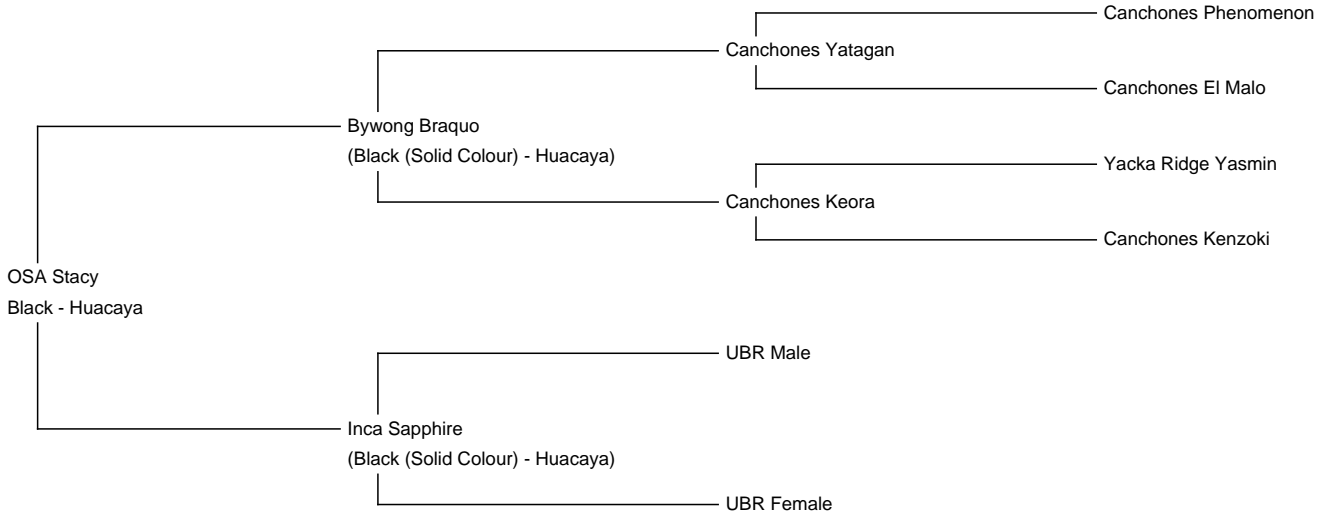 Canchones Phenomenon
Canchones Yatagan
Canchones El Malo
Bywong Braquo
(Black (Solid Colour) - Huacaya)
Yacka Ridge Yasmin
Canchones Keora
Canchones Kenzoki
OSA Stacy
Black - Huacaya
UBR Male
Inca Sapphire
(Black (Solid Colour) - Huacaya)
UBR Female